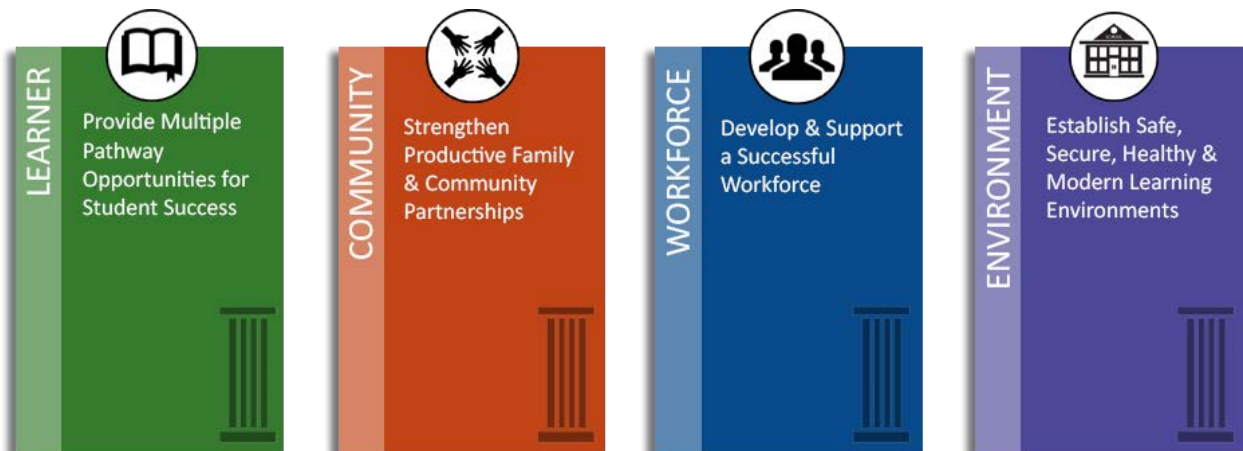 LEARNER
Provide Multiple
Pathway
Opportunities for
Student Success
COMMUNITY
Strengthen
Productive Family
& Community
Partnerships
WORKFORCE
Develop & Support
a Successful
Workforce
ENVIRONMENT
Establish Safe,
Secure, Healthy &
Modern Learning
Environments